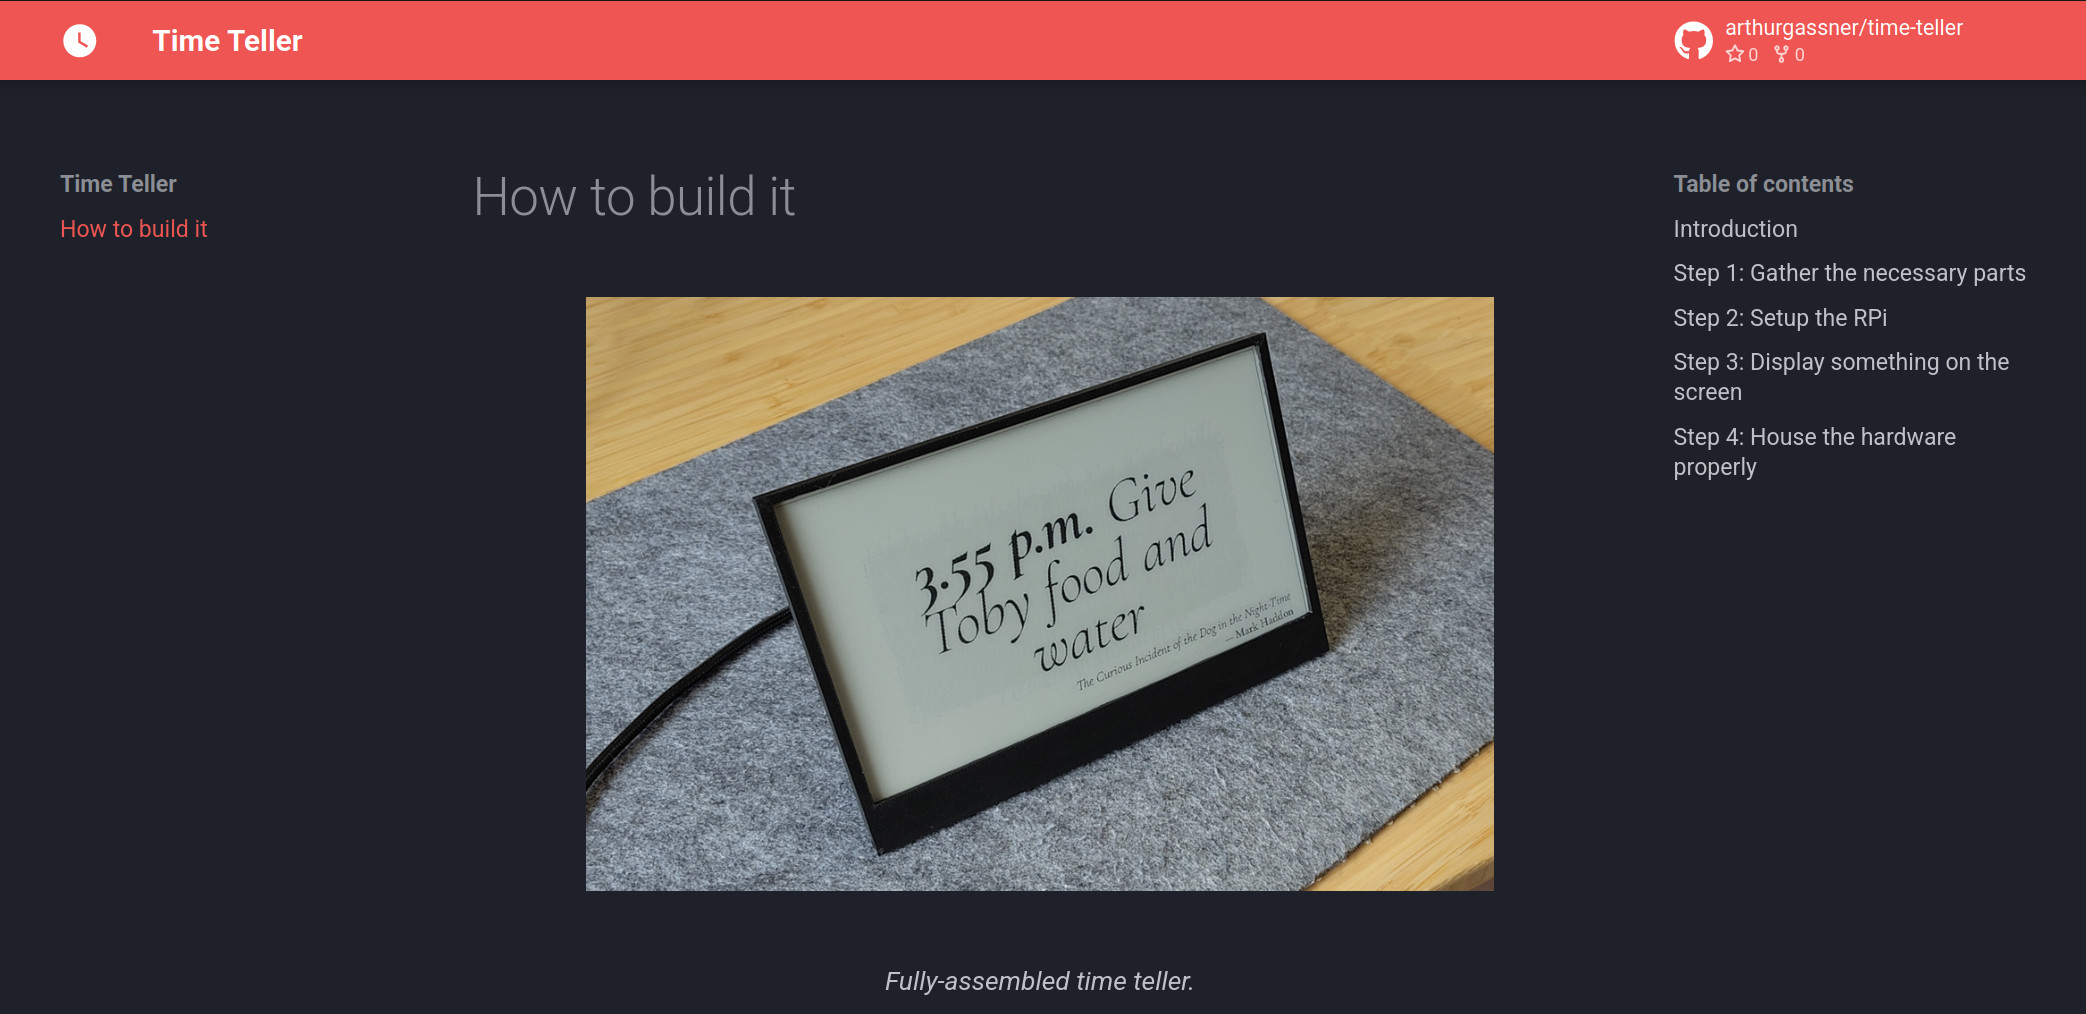 Time Teller
arthurgassner/time-teller
0 0
Time Teller
How to build it
How to build it
3.55 p.m. Give
Toby food and
water
The Curious Incident of the Dog in the Night-Time
— Mark Haddon
Fully-assembled time teller.
Table of contents
Introduction
Step 1: Gather the necessary parts
Step 2: Setup the RPi
Step 3: Display something on the
screen
Step 4: House the hardware
properly